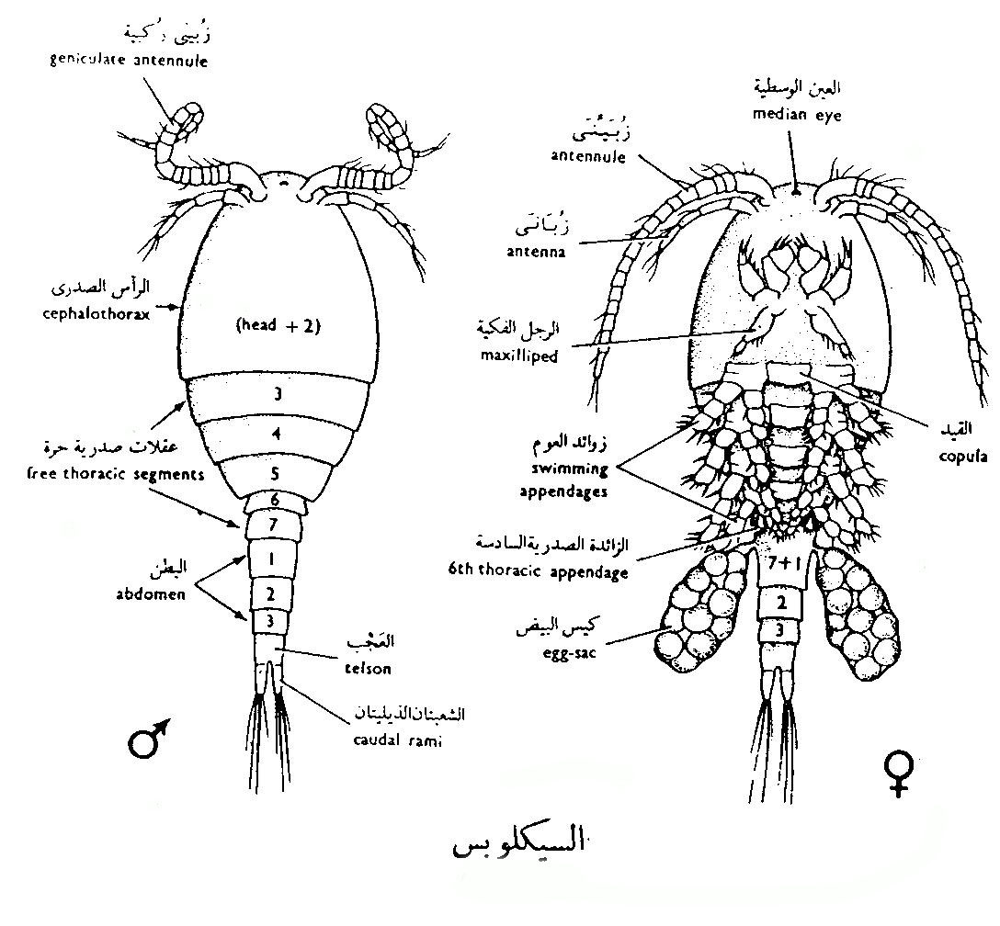 زُبَيْنَى رُكبية
geniculate antennule
الرأس الصدرى
cephalothorax
(head + 2)
3
4
5
6
7
1
2
3
عقلات صدرية حرة
free thoracic segments
البطن
abdomen
العَجْب
telson
الشعبتان الذيليتان
caudal rami
♂
العين الوسطية
median eye
زُبَيْنَى
antennule
زُبَانَى
antenna
الرجل الفكية
maxilliped
القيد
copula
زوائد العوم
swimming
appendages
الزائدة الصدرية السادسة
6th thoracic appendage
7+1
2
3
كيس البيض
egg-sac
♀
السيكلوبس